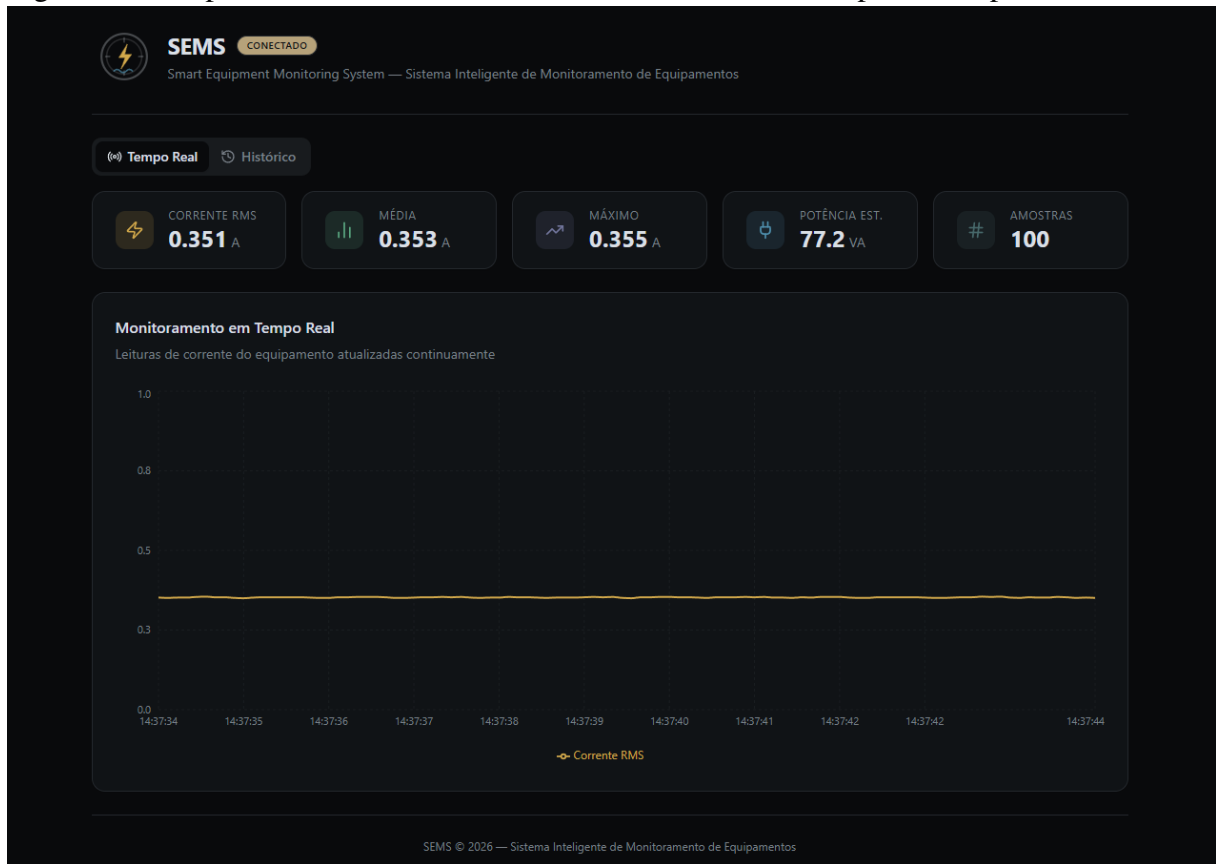 SEMS CONECTADO
Smart Equipment Monitoring System — Sistema Inteligente de Monitoramento de Equipamentos
Tempo Real Histórico
CORRENTE RMS
0.351 A
MÉDIA
0.353 A
MÁXIMO
0.355 A
POTÊNCIA EST.
77.2 VA
AMOSTRAS
100
Monitoramento em Tempo Real
Leituras de corrente do equipamento atualizadas continuamente
1.0
0.8
0.5
0.3
0.0
14:37:34 14:37:35 14:37:36 14:37:37 14:37:38 14:37:39 14:37:40 14:37:41 14:37:42 14:37:42 14:37:44
Corrente RMS
SEMS © 2026 — Sistema Inteligente de Monitoramento de Equipamentos